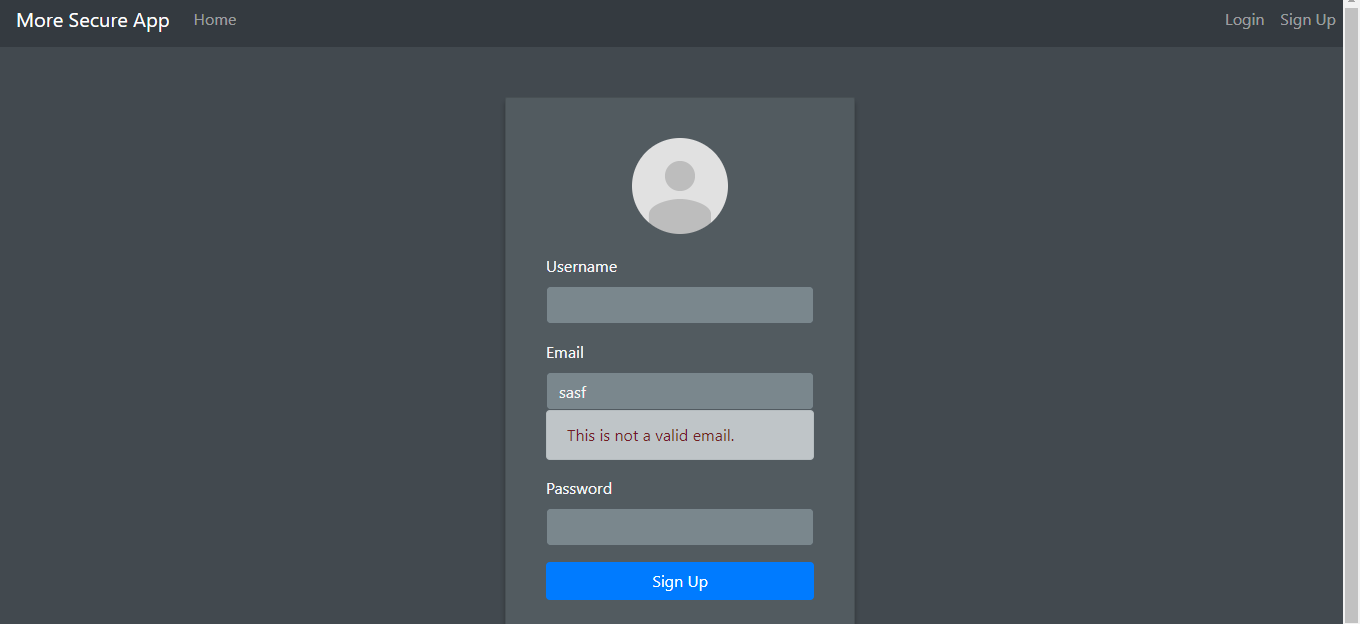 More Secure App Home Login Sign Up
Username
Email
sasf
This is not a valid email.
Password
Sign Up